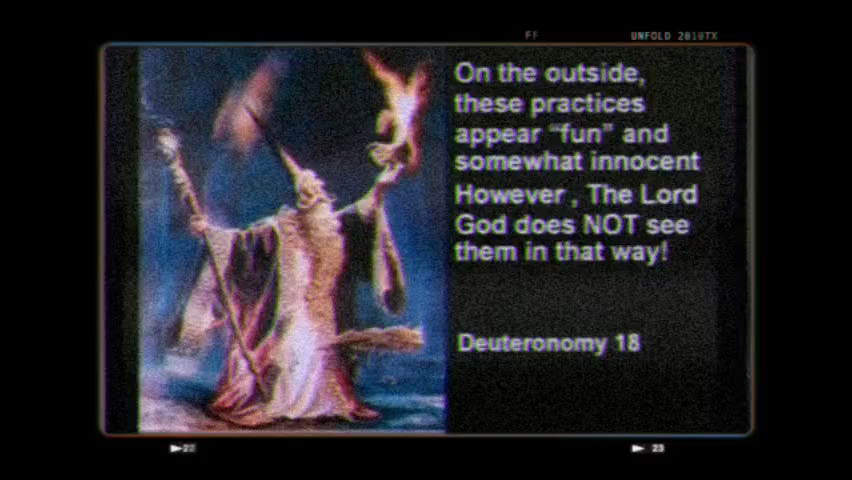 FF
UNFOLD 2010TX
On the outside,
these practices
appear “fun” and
somewhat innocent
However , The Lord
God does NOT see
them in that way!
Deuteronomy 18
22
23